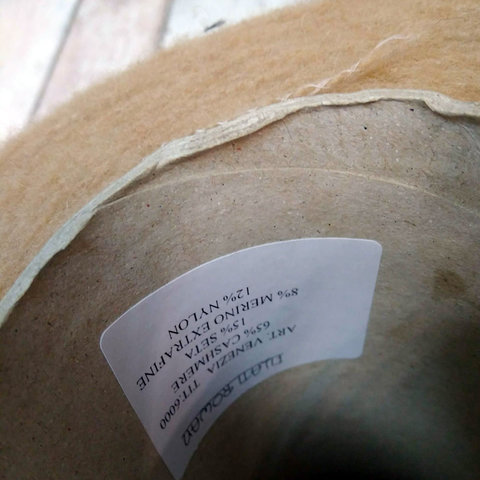 ART. VENEZIA TIT.6000
65% CASHMERE
15% SETA
8% MERINO EXTRAFINE
12% NYLON